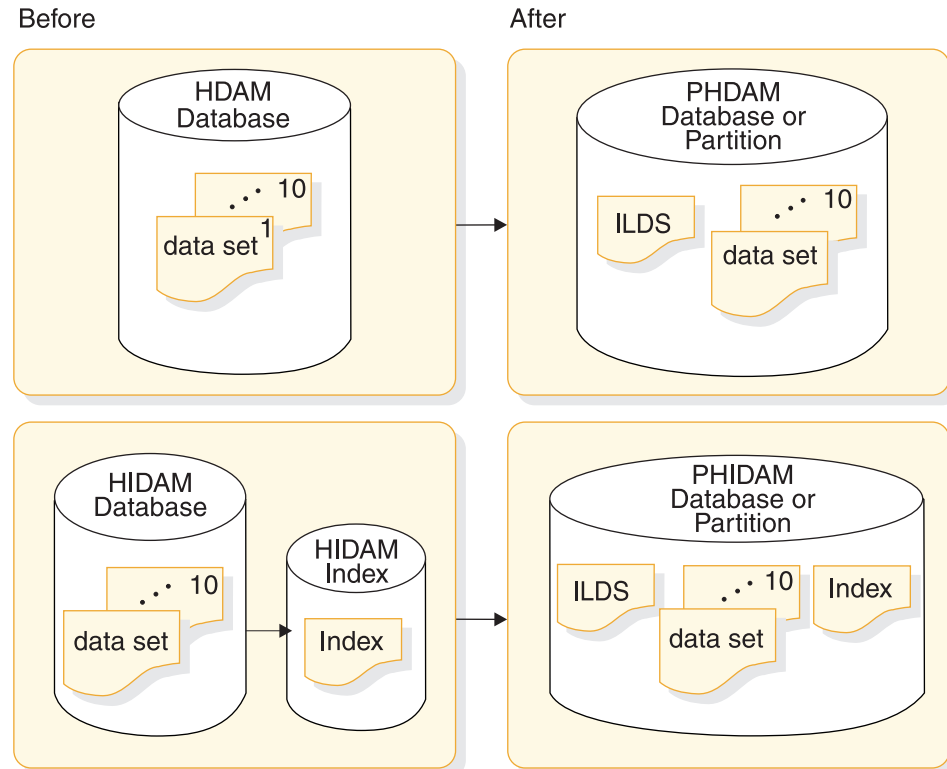 Before
After
HDAM
Database
10
1
data set
PHDAM
Database or
Partition
ILDS
10
data set
HIDAM
Database
10
data set
HIDAM
Index
Index
PHIDAM
Database or
Partition
ILDS
10
data set
Index